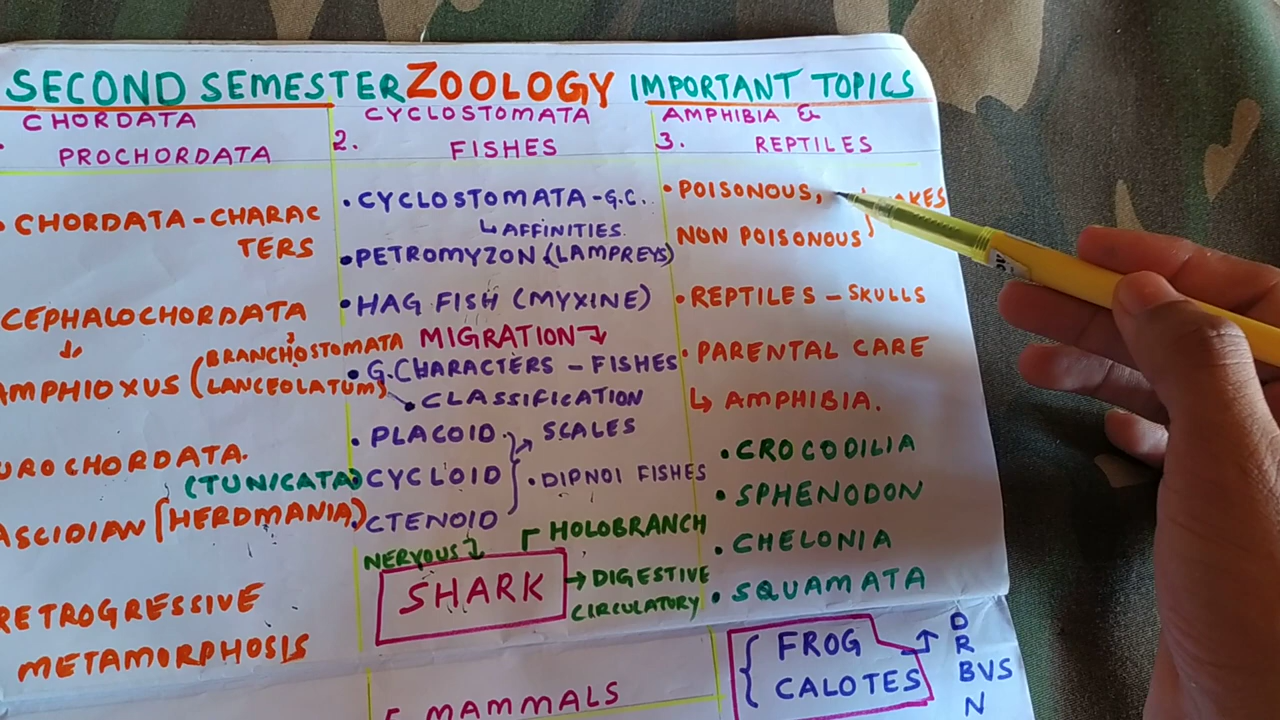 SECOND SEMESTER ZOOLOGY IMPORTANT TOPICS
CHORDATA
PROCHORDATA
• CHORDATA - CHARAC
TERS
CEPHALOCHORDATA
AMPHIOXUS (BRANCHOSTOMATA
LANCEOLATUM)
UROCHORDATA.
(TUNICATA)
ASCIDIAN (HERDMANIA)
RETROGRESSIVE
METAMORPHOSIS
CYCLOSTOMATA
2. FISHES
• CYCLOSTOMATA - G.C.
↳ AFFINITIES.
• PETROMYZON (LAMPREYS)
• HAG FISH (MYXINE)
MIGRATION
• G.CHARACTERS - FISHES
CLASSIFICATION
• PLACOID
• CYCLOID
• CTENOID
SCALES
• DIPNOI FISHES
NERVOUS
HOLOBRANCH
SHARK → DIGESTIVE
CIRCULATORY
AMPHIBIA &
3. REPTILES
• POISONOUS,
NON POISONOUS
• REPTILES - SKULLS
• PARENTAL CARE
↳ AMPHIBIA.
• CROCODILIA
• SPHENODON
• CHELONIA
• SQUAMATA
FROG
CALOTES
D
R
BVS
N
MAMMALS